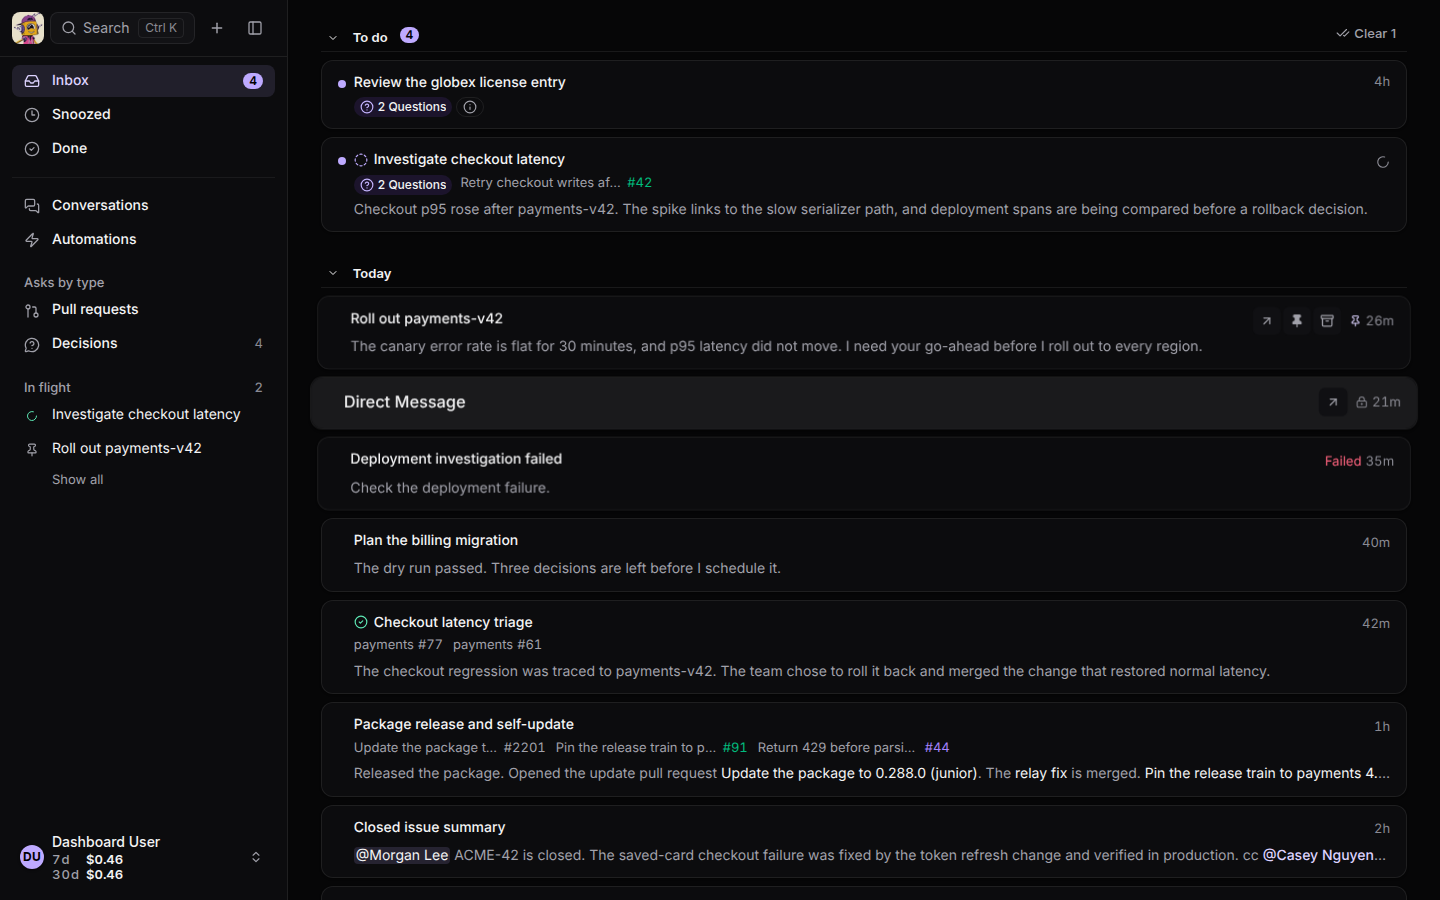 Search Ctrl K
Inbox 4
Snoozed
Done
Conversations
Automations
Asks by type
Pull requests
Decisions 4
In flight 2
Investigate checkout latency
Roll out payments-v42
Show all
DU
Dashboard User
7d $0.46
30d $0.46
To do 4 Clear 1
Review the globex license entry 4h
2 Questions
Investigate checkout latency
2 Questions Retry checkout writes af... #42
Checkout p95 rose after payments-v42. The spike links to the slow serializer path, and deployment spans are being compared before a rollback decision.
Today
Roll out payments-v42 26m
The canary error rate is flat for 30 minutes, and p95 latency did not move. I need your go-ahead before I roll out to every region.
Direct Message 21m
Deployment investigation failed Failed 35m
Check the deployment failure.
Plan the billing migration 40m
The dry run passed. Three decisions are left before I schedule it.
Checkout latency triage 42m
payments #77 payments #61
The checkout regression was traced to payments-v42. The team chose to roll it back and merged the change that restored normal latency.
Package release and self-update 1h
Update the package t... #2201 Pin the release train to p... #91 Return 429 before parsi... #44
Released the package. Opened the update pull request Update the package to 0.288.0 (junior). The relay fix is merged. Pin the release train to payments 4....
Closed issue summary 2h
@Morgan Lee ACME-42 is closed. The saved-card checkout failure was fixed by the token refresh change and verified in production. cc @Casey Nguyen...